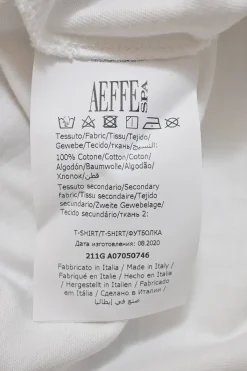 AEFFE SPA
Tessuto/Fabric/Tissu/Tejido/
Gewebe/Tecido/ткань/النسيج:
100% Cotone/Cotton/Coton/
Algodón/Baumwolle/Algodão/
Хлопок/قطن/
Tessuto secondario/Secondary
fabric/Tissu secondaire/Tejido
secundario/Zweite Gewebelage/
Tecido secundário/ткань 2:
T-SHIRT/T-SHIRT/ФУТБОЛКА
Дата изготовления: 08.2020
211G A07050746
Fabbricato in Italia / Made in Italy /
Fabriqué en Italie / Hecho en Italia
/ Hergestellt in Italien / Fabricado
em Itália / Сделано в Италии /
صنع في إيطاليا